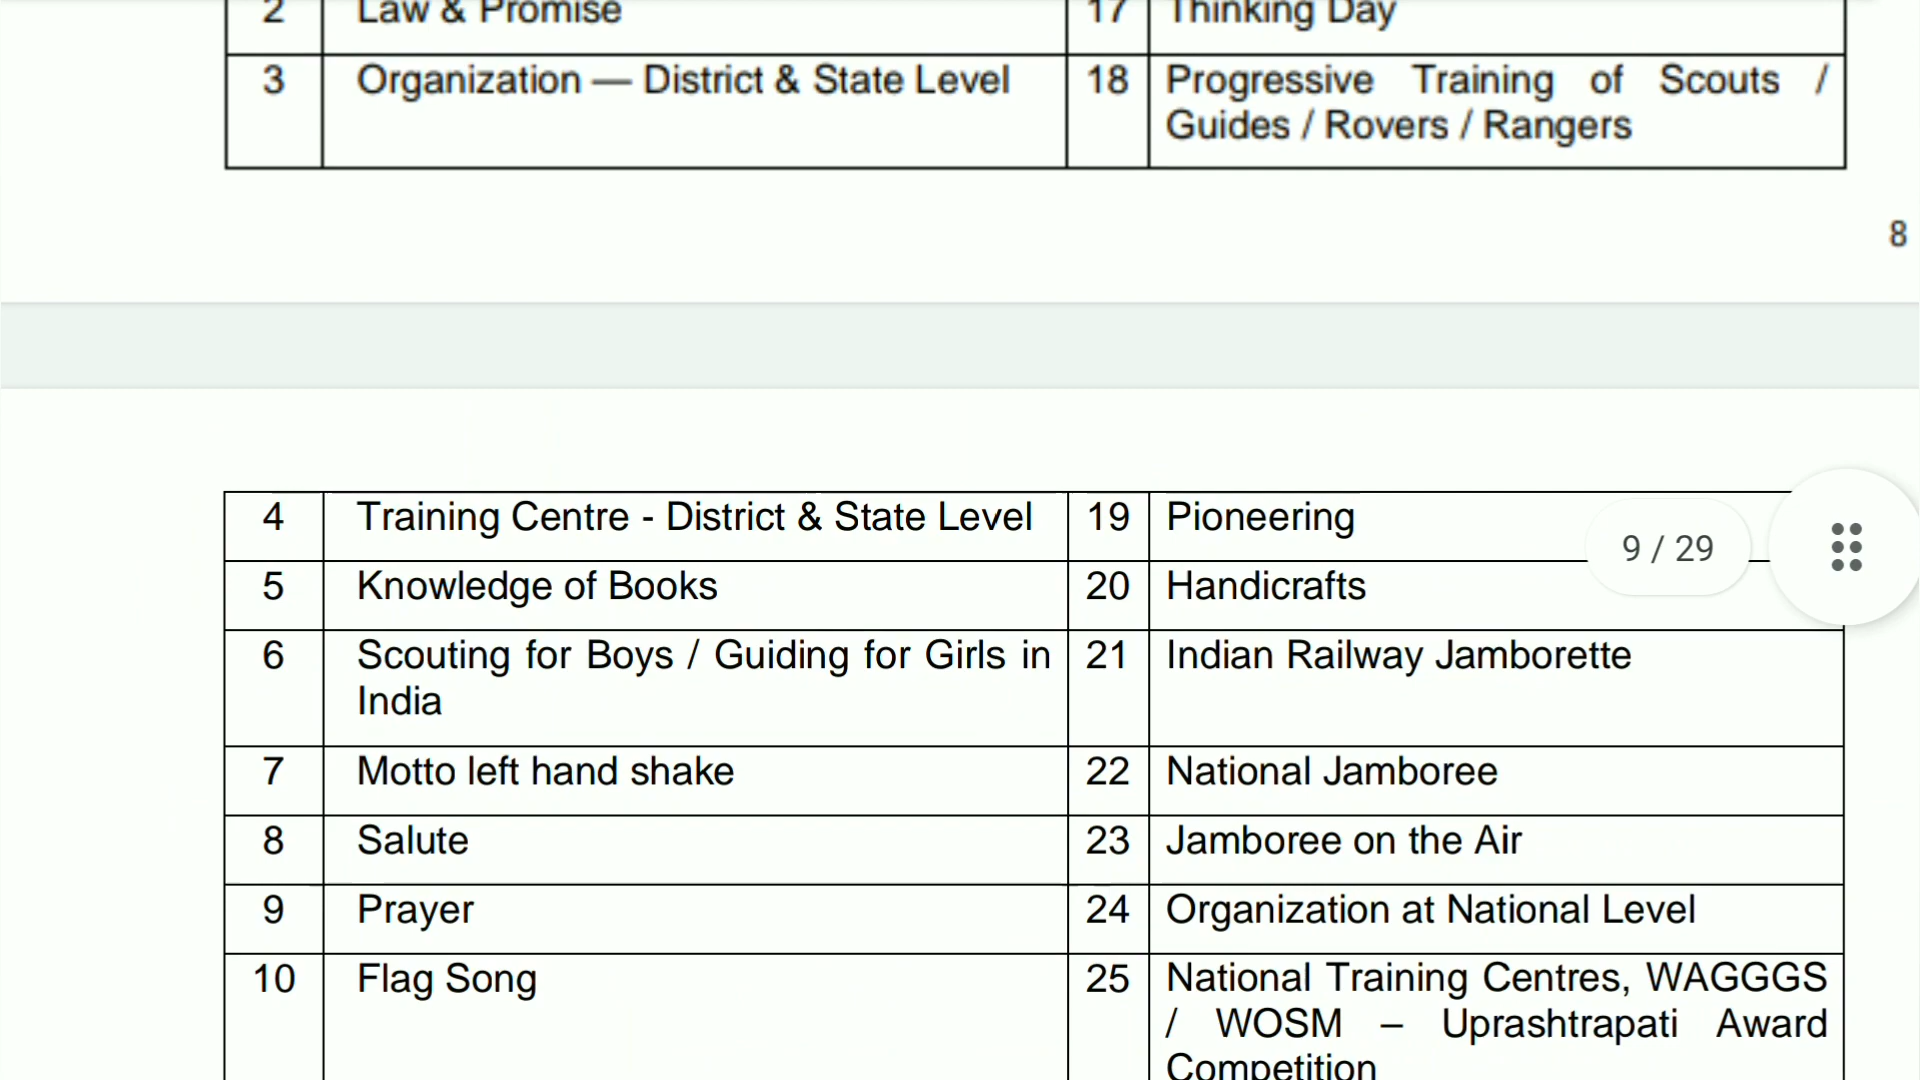 2 Law & Promise 17 Thinking Day
3 Organization — District & State Level 18 Progressive Training of Scouts /
Guides / Rovers / Rangers
8
4 Training Centre - District & State Level 19 Pioneering
9 / 29
5 Knowledge of Books 20 Handicrafts
6 Scouting for Boys / Guiding for Girls in 21 Indian Railway Jamborette
India
7 Motto left hand shake 22 National Jamboree
8 Salute 23 Jamboree on the Air
9 Prayer 24 Organization at National Level
10 Flag Song 25 National Training Centres, WAGGGS
/ WOSM – Uprashtrapati Award
Competition